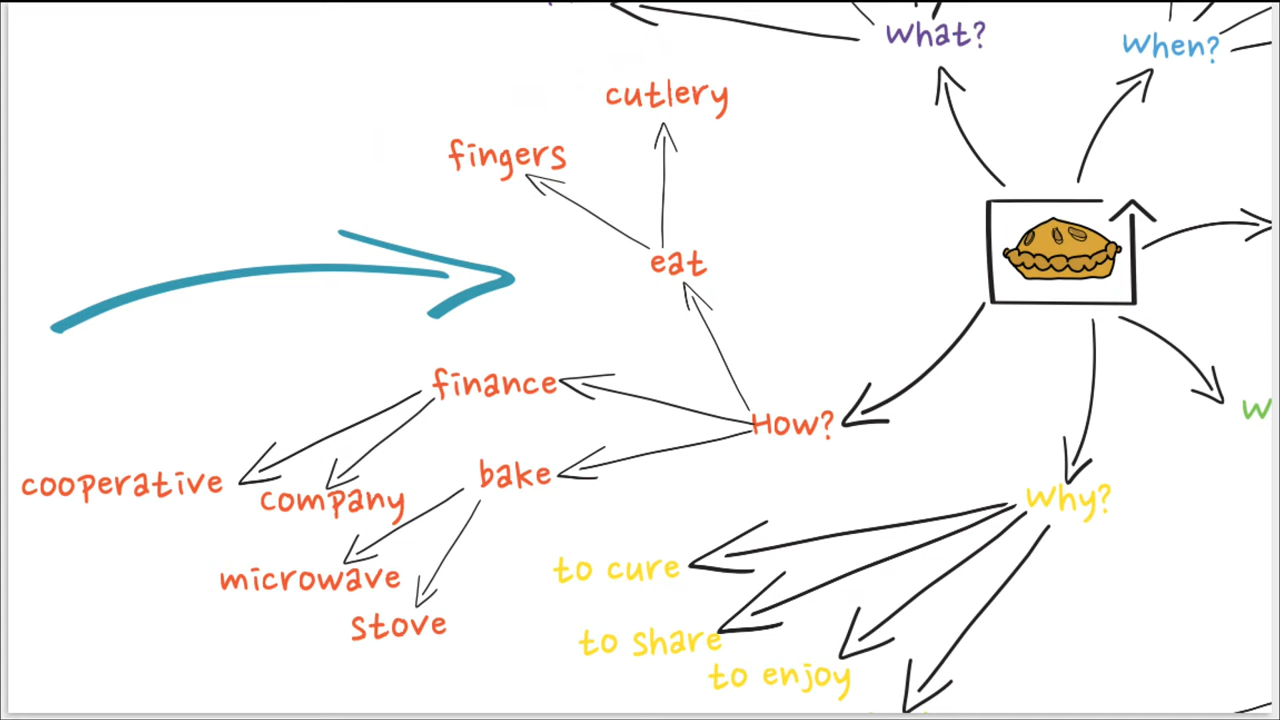 What?
When?
cutlery
fingers
eat
finance
How?
cooperative
company
bake
microwave
stove
Why?
to cure
to share
to enjoy
W